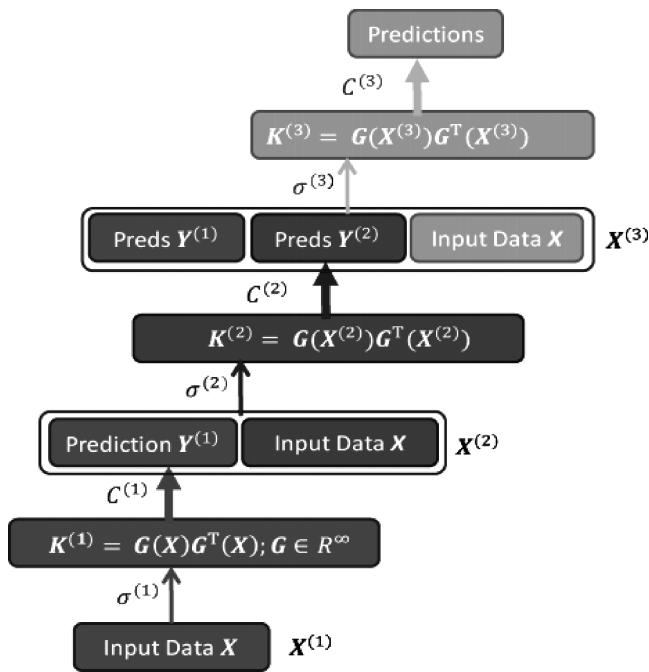 Predictions
C^(3)
K^(3) = G(X^(3))G^T(X^(3))
σ^(3)
Preds Y^(1) Preds Y^(2) Input Data X X^(3)
C^(2)
K^(2) = G(X^(2))G^T(X^(2))
σ^(2)
Prediction Y^(1) Input Data X X^(2)
C^(1)
K^(1) = G(X)G^T(X); G ∈ R^∞
σ^(1)
Input Data X X^(1)